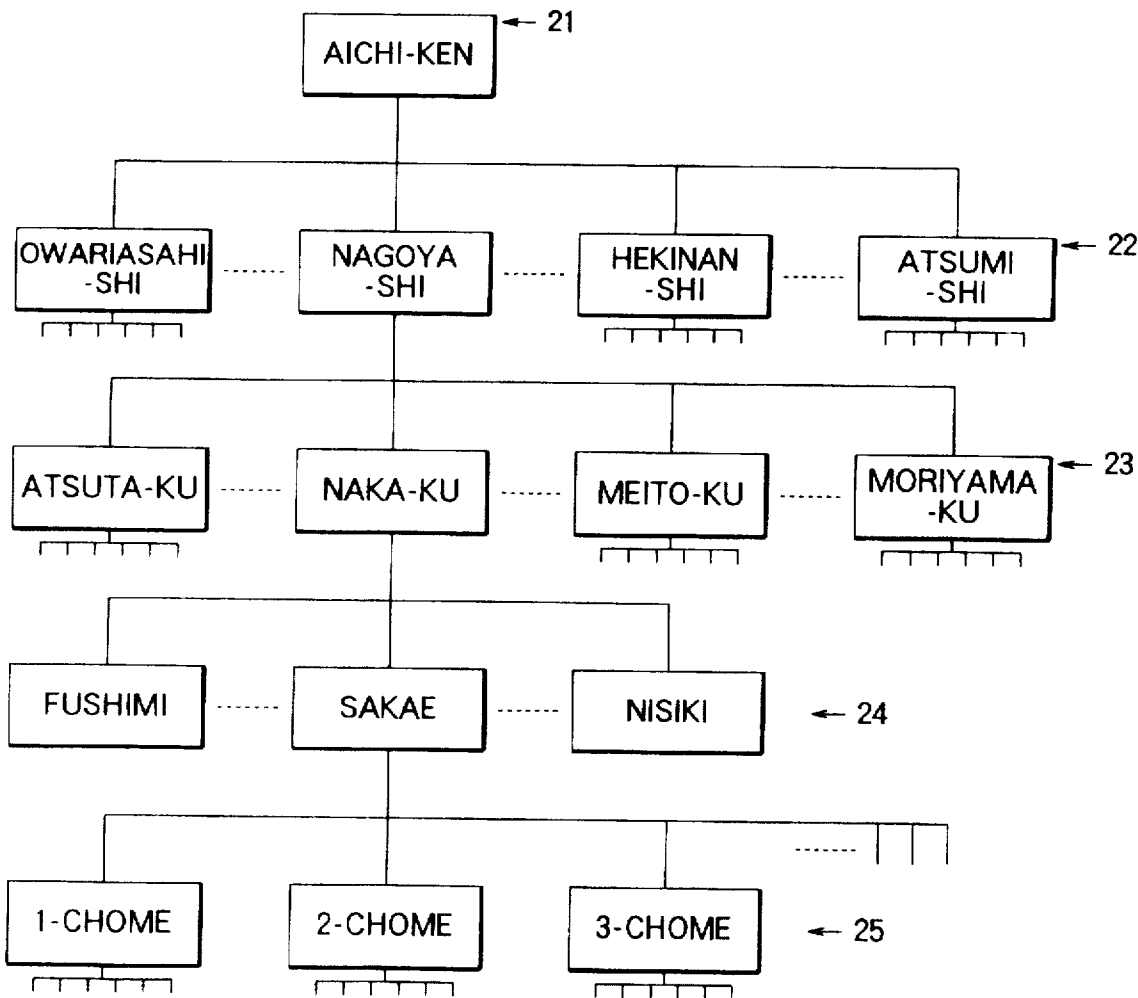 AICHI-KEN
21
OWARIASAHI
-SHI
NAGOYA
-SHI
HEKINAN
-SHI
ATSUMI
-SHI
22
ATSUTA-KU
NAKA-KU
MEITO-KU
MORIYAMA
-KU
23
FUSHIMI
SAKAE
NISIKI
24
1-CHOME
2-CHOME
3-CHOME
25